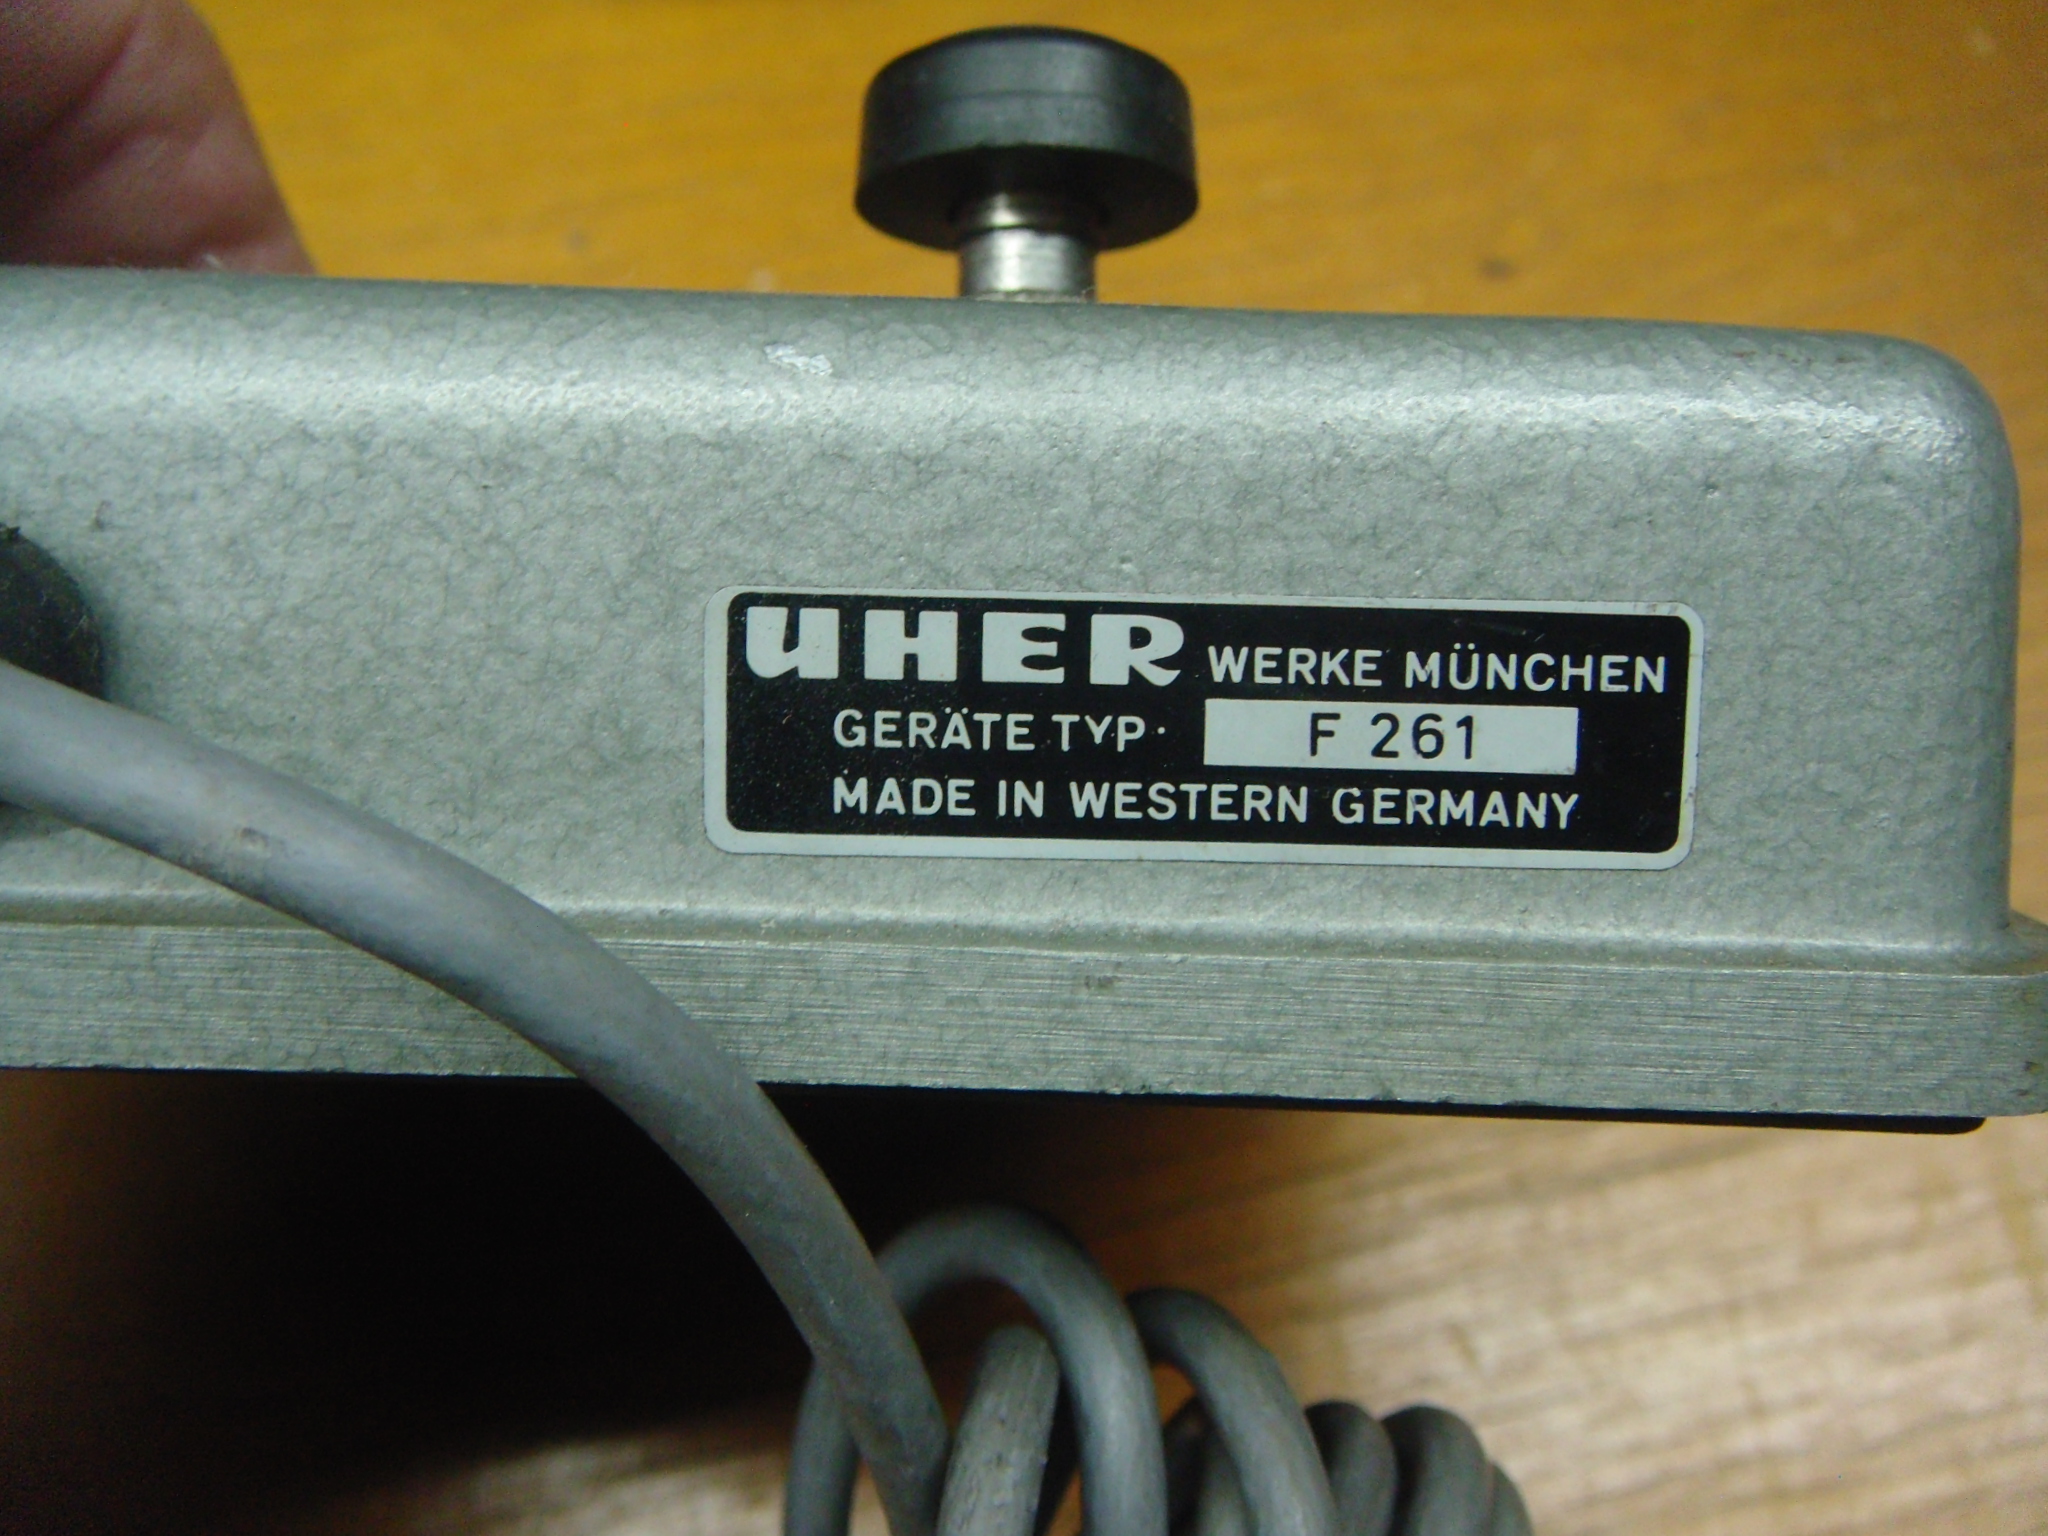 UHER WERKE MÜNCHEN
GERÄTE TYP· F 261
MADE IN WESTERN GERMANY